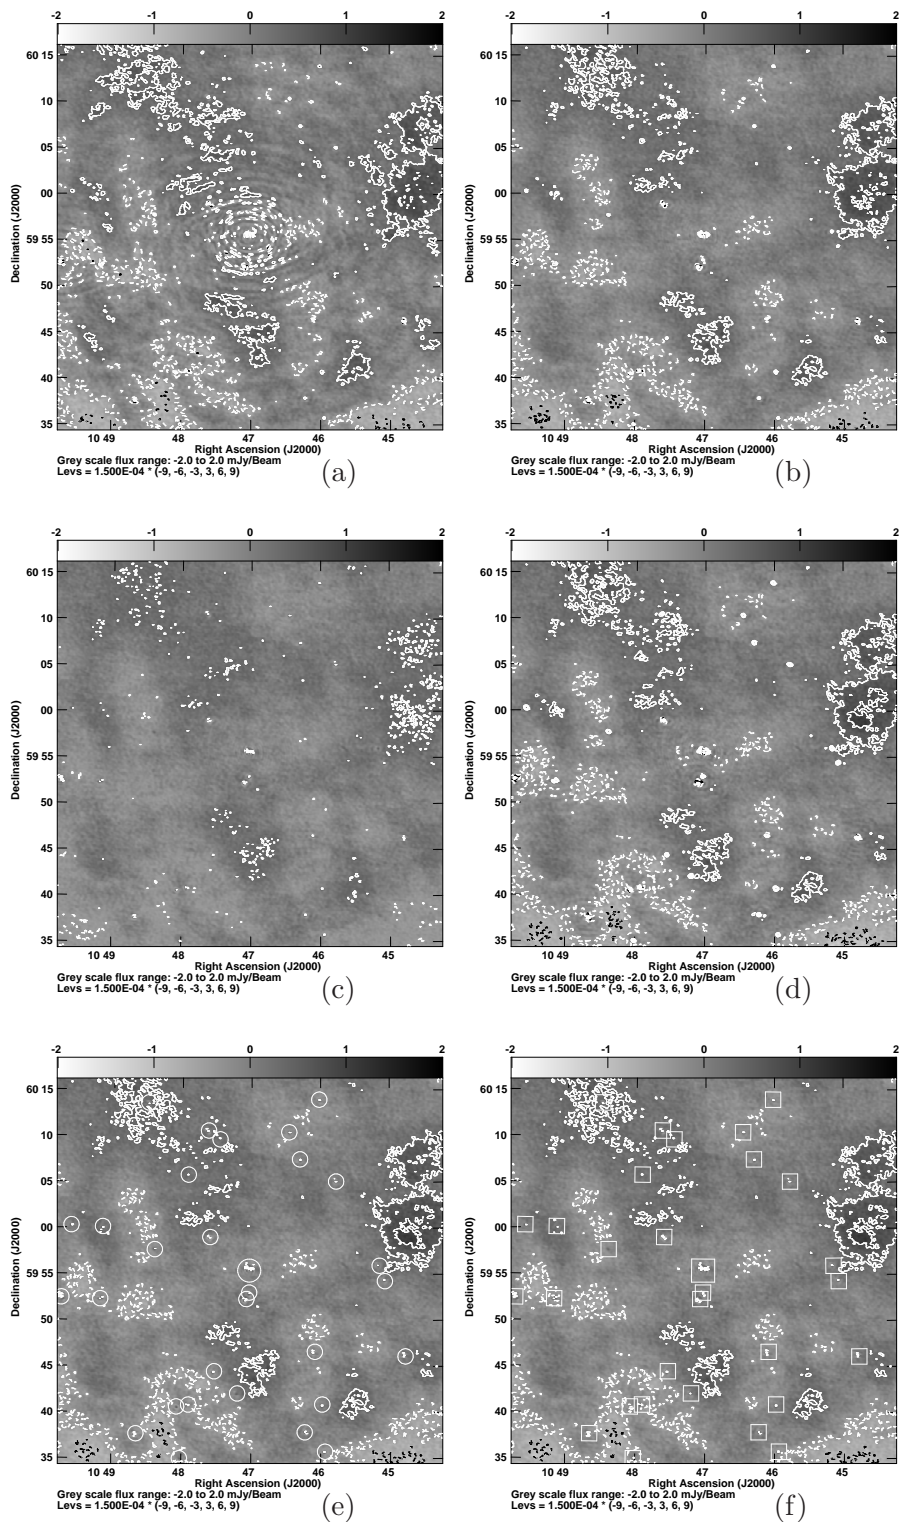 -2 -1 0 1 2
-2 -1 0 1 2
60 15
10
05
00
59 55
50
45
40
35
Declination (J2000)
10 49 48 47 46 45
Right Ascension (J2000)
Grey scale flux range: -2.0 to 2.0 mJy/Beam
Levs = 1.500E-04 * (-9, -6, -3, 3, 6, 9)
(a)
60 15
10
05
00
59 55
50
45
40
35
Declination (J2000)
10 49 48 47 46 45
Right Ascension (J2000)
Grey scale flux range: -2.0 to 2.0 mJy/Beam
Levs = 1.500E-04 * (-9, -6, -3, 3, 6, 9)
(b)
-2 -1 0 1 2
-2 -1 0 1 2
60 15
10
05
00
59 55
50
45
40
35
Declination (J2000)
10 49 48 47 46 45
Right Ascension (J2000)
Grey scale flux range: -2.0 to 2.0 mJy/Beam
Levs = 1.500E-04 * (-9, -6, -3, 3, 6, 9)
(c)
60 15
10
05
00
59 55
50
45
40
35
Declination (J2000)
10 49 48 47 46 45
Right Ascension (J2000)
Grey scale flux range: -2.0 to 2.0 mJy/Beam
Levs = 1.500E-04 * (-9, -6, -3, 3, 6, 9)
(d)
-2 -1 0 1 2
-2 -1 0 1 2
60 15
10
05
00
59 55
50
45
40
35
Declination (J2000)
10 49 48 47 46 45
Right Ascension (J2000)
Grey scale flux range: -2.0 to 2.0 mJy/Beam
Levs = 1.500E-04 * (-9, -6, -3, 3, 6, 9)
(e)
60 15
10
05
00
59 55
50
45
40
35
Declination (J2000)
10 49 48 47 46 45
Right Ascension (J2000)
Grey scale flux range: -2.0 to 2.0 mJy/Beam
Levs = 1.500E-04 * (-9, -6, -3, 3, 6, 9)
(f)